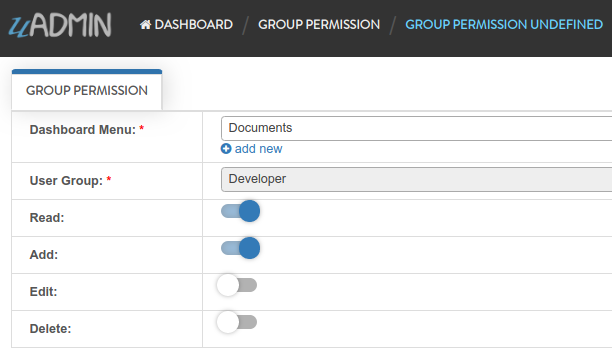 uADMIN DASHBOARD / GROUP PERMISSION / GROUP PERMISSION UNDEFINED
GROUP PERMISSION
Dashboard Menu: * Documents
add new
User Group: * Developer
Read:
Add:
Edit:
Delete: